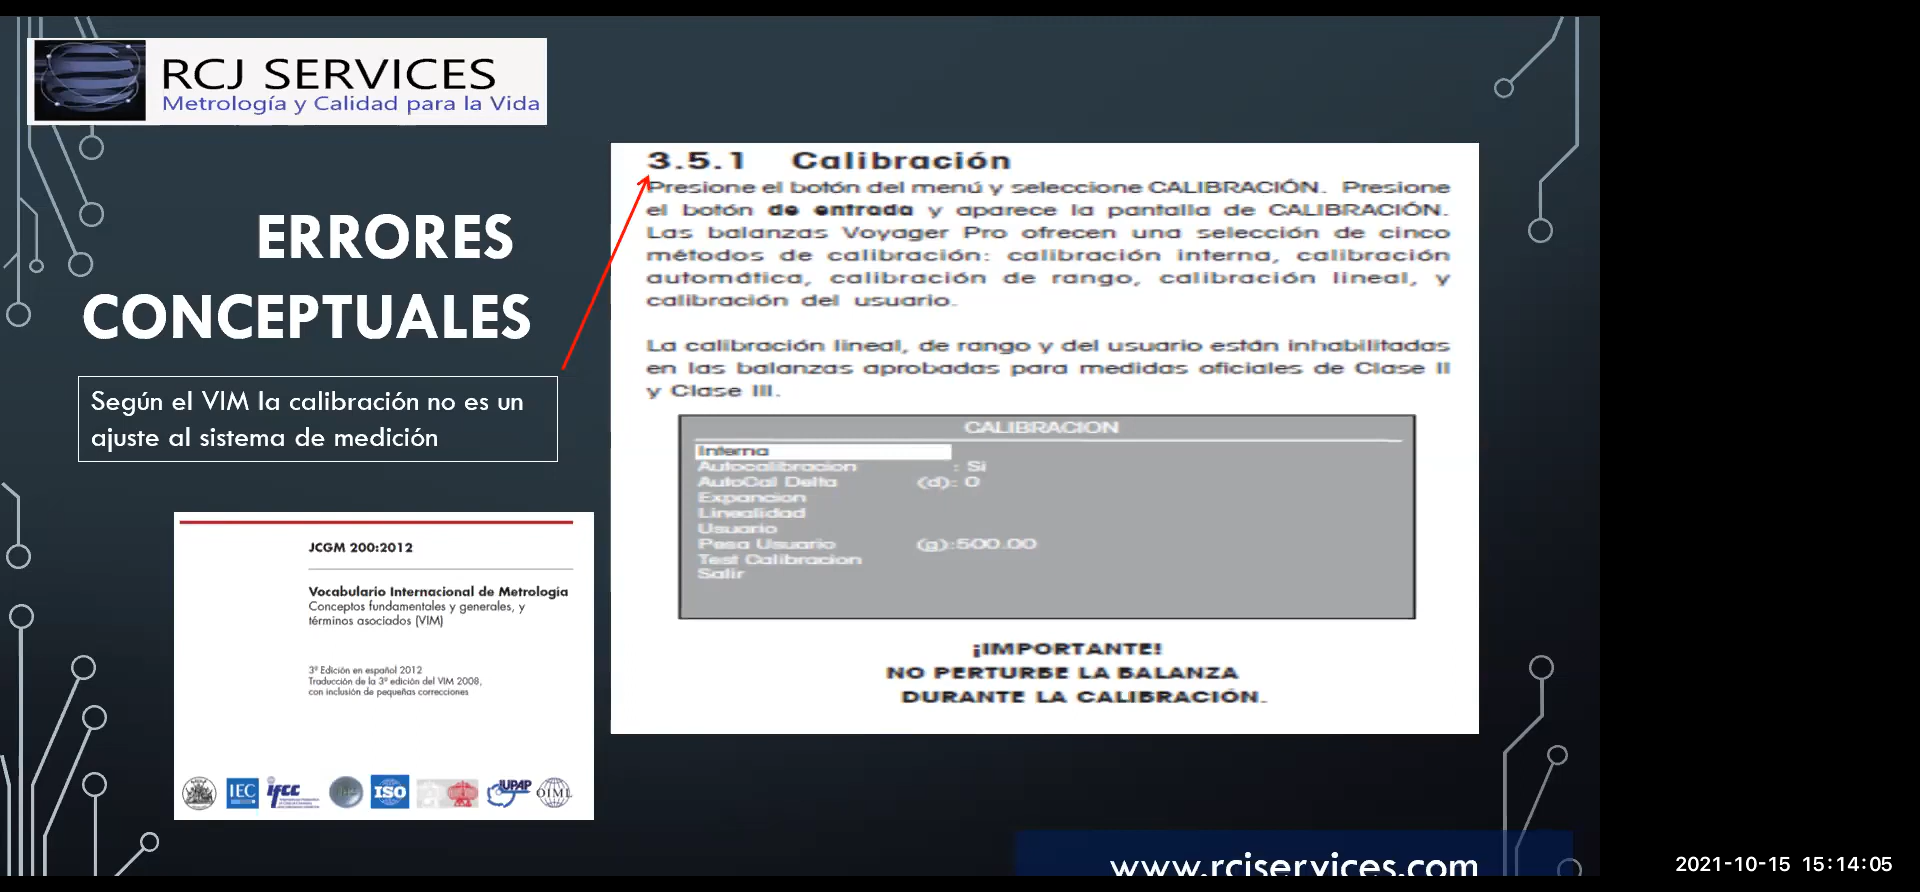 RCJ SERVICES
Metrología y Calidad para la Vida
ERRORES
CONCEPTUALES
Según el VIM la calibración no es un
ajuste al sistema de medición
JCGM 200:2012
Vocabulario Internacional de Metrología
Conceptos fundamentales y generales, y
términos asociados (VIM)
3ª Edición en español 2012
Traducción de la 3ª edición del VIM 2008,
con inclusión de pequeñas correcciones
IEC
ifcc
ISO
IUPAP
OIML
3.5.1 Calibración
Presione el botón del menú y seleccione CALIBRACIÓN. Presione
el botón de entrada y aparece la pantalla de CALIBRACIÓN.
Las balanzas Voyager Pro ofrecen una selección de cinco
métodos de calibración: calibración interna, calibración
automática, calibración de rango, calibración lineal, y
calibración del usuario.
La calibración lineal, de rango y del usuario están inhabilitadas
en las balanzas aprobadas para medidas oficiales de Clase II
y Clase III.
CALIBRACION
Interna
Autocalibracion : Si
AutoCal Delta (d): 0
Expancion
Linealidad
Usuario
Pesa Usuario (g):500.00
Test Calibracion
Salir
¡IMPORTANTE!
NO PERTURBE LA BALANZA
DURANTE LA CALIBRACIÓN.
www.rcjservices.com
2021-10-15 15:14:05